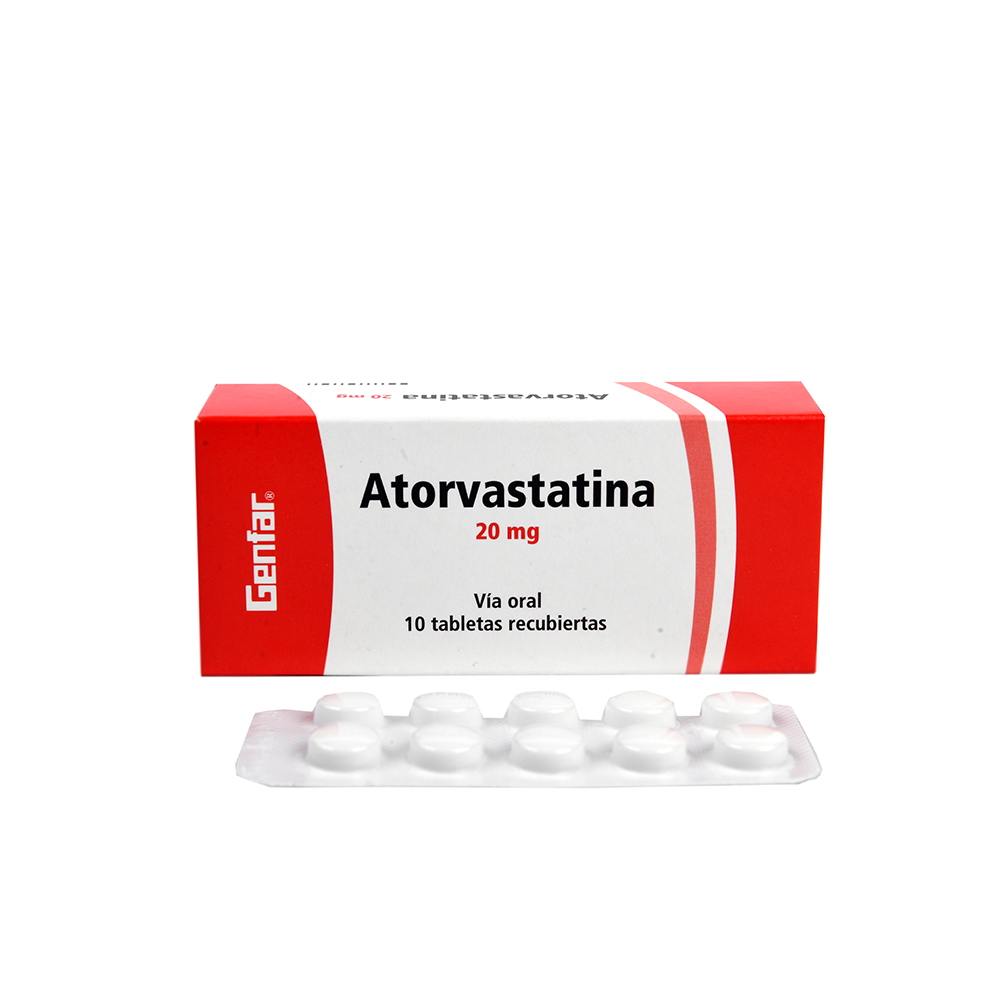 Atorvastatina 20 mg
Genfar®
Atorvastatina
20 mg
Vía oral
10 tabletas recubiertas